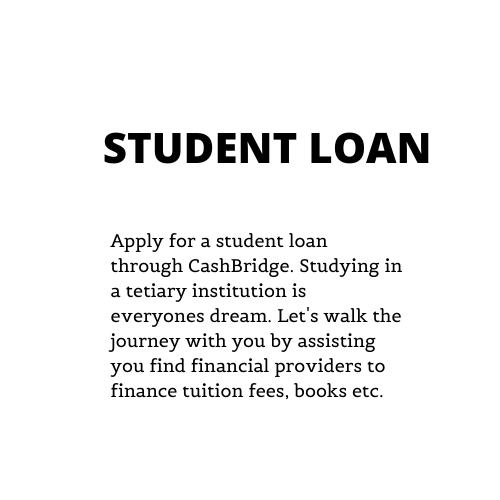 STUDENT LOAN
Apply for a student loan
through CashBridge. Studying in
a tetiary institution is
everyones dream. Let's walk the
journey with you by assisting
you find financial providers to
finance tuition fees, books etc.